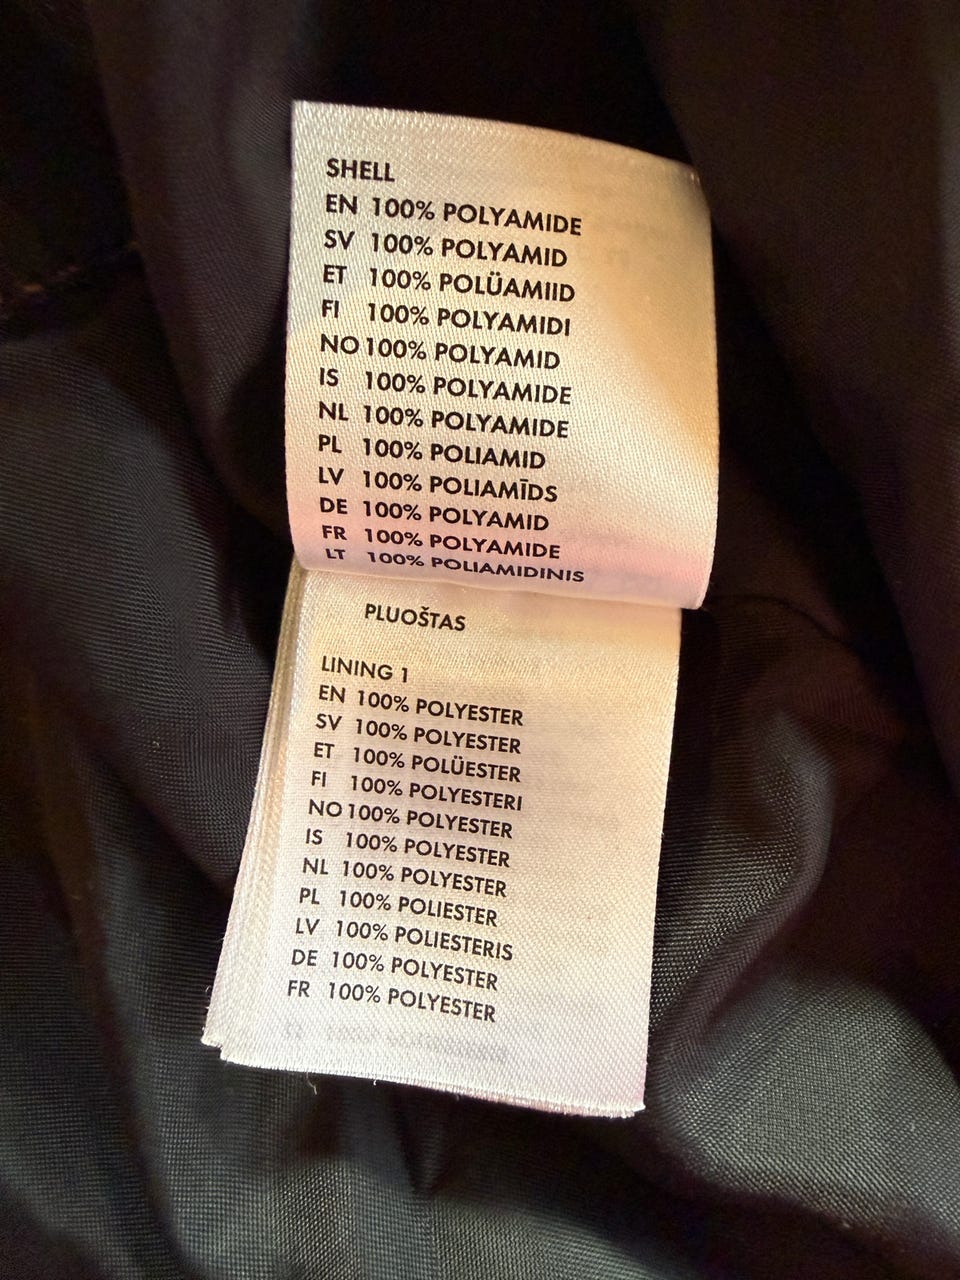 SHELL
EN 100% POLYAMIDE
SV 100% POLYAMID
ET 100% POLÜAMIID
FI 100% POLYAMIDI
NO 100% POLYAMID
IS 100% POLYAMIDE
NL 100% POLYAMIDE
PL 100% POLIAMID
LV 100% POLIAMĪDS
DE 100% POLYAMID
FR 100% POLYAMIDE
LT 100% POLIAMIDINIS
PLUOŠTAS
LINING 1
EN 100% POLYESTER
SV 100% POLYESTER
ET 100% POLÜESTER
FI 100% POLYESTERI
NO 100% POLYESTER
IS 100% POLYESTER
NL 100% POLYESTER
PL 100% POLIESTER
LV 100% POLIESTERIS
DE 100% POLYESTER
FR 100% POLYESTER